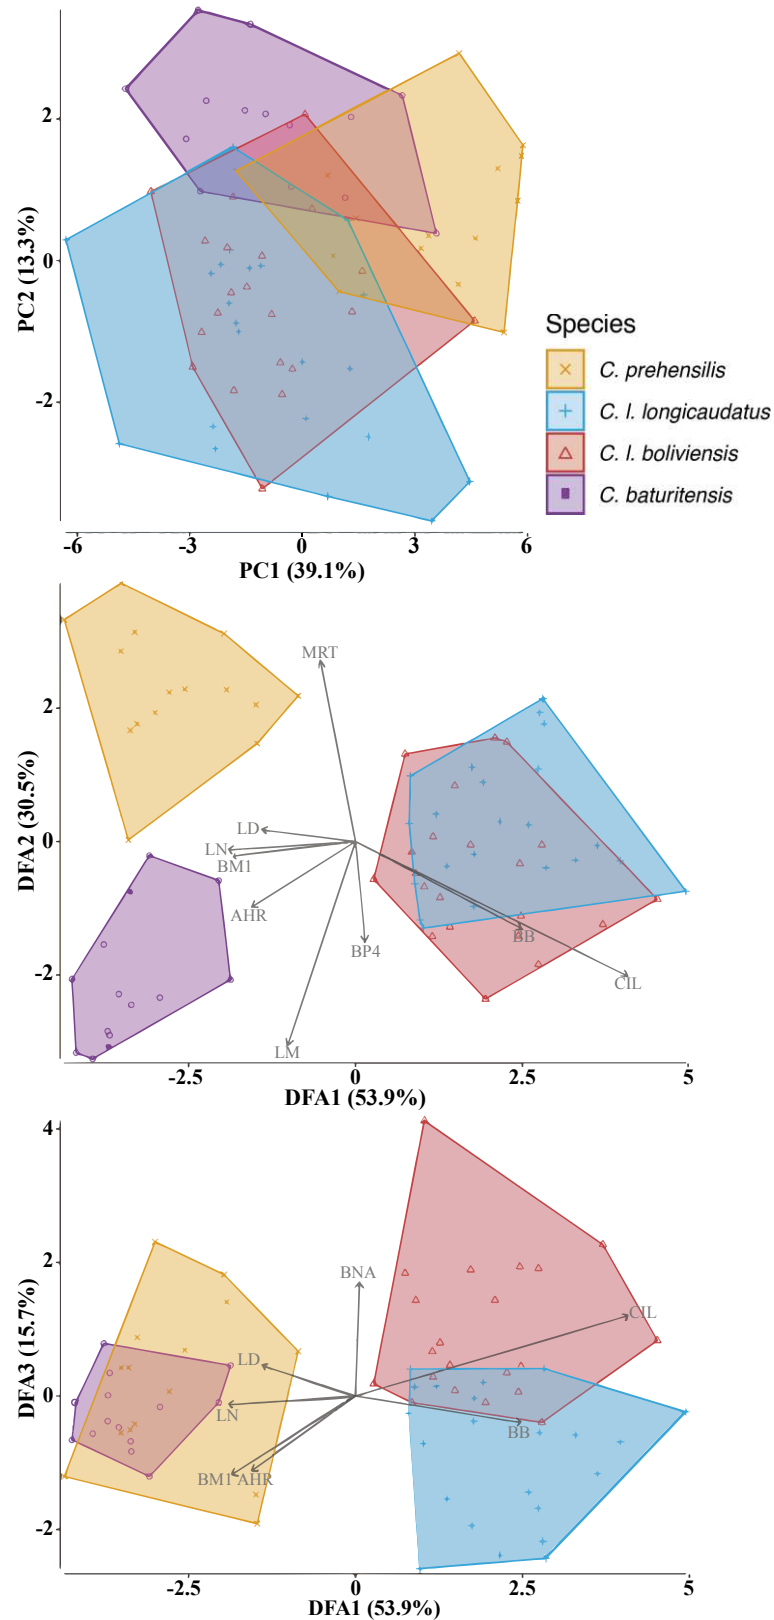 2
0
-2
PC2 (13.3%)
-6
-3
0
3
6
PC1 (39.1%)
Species
C. prehensilis
C. l. longicaudatus
C. l. boliviensis
C. baturitensis
2
0
-2
DFA2 (30.5%)
MRT
LD
LN
BM1
AHR
BP4
BB
CIL
LM
-2.5
0
2.5
5
DFA1 (53.9%)
4
2
0
-2
DFA3 (15.7%)
BNA
CIL
LD
LN
BB
BM1
AHR
-2.5
0
2.5
5
DFA1 (53.9%)